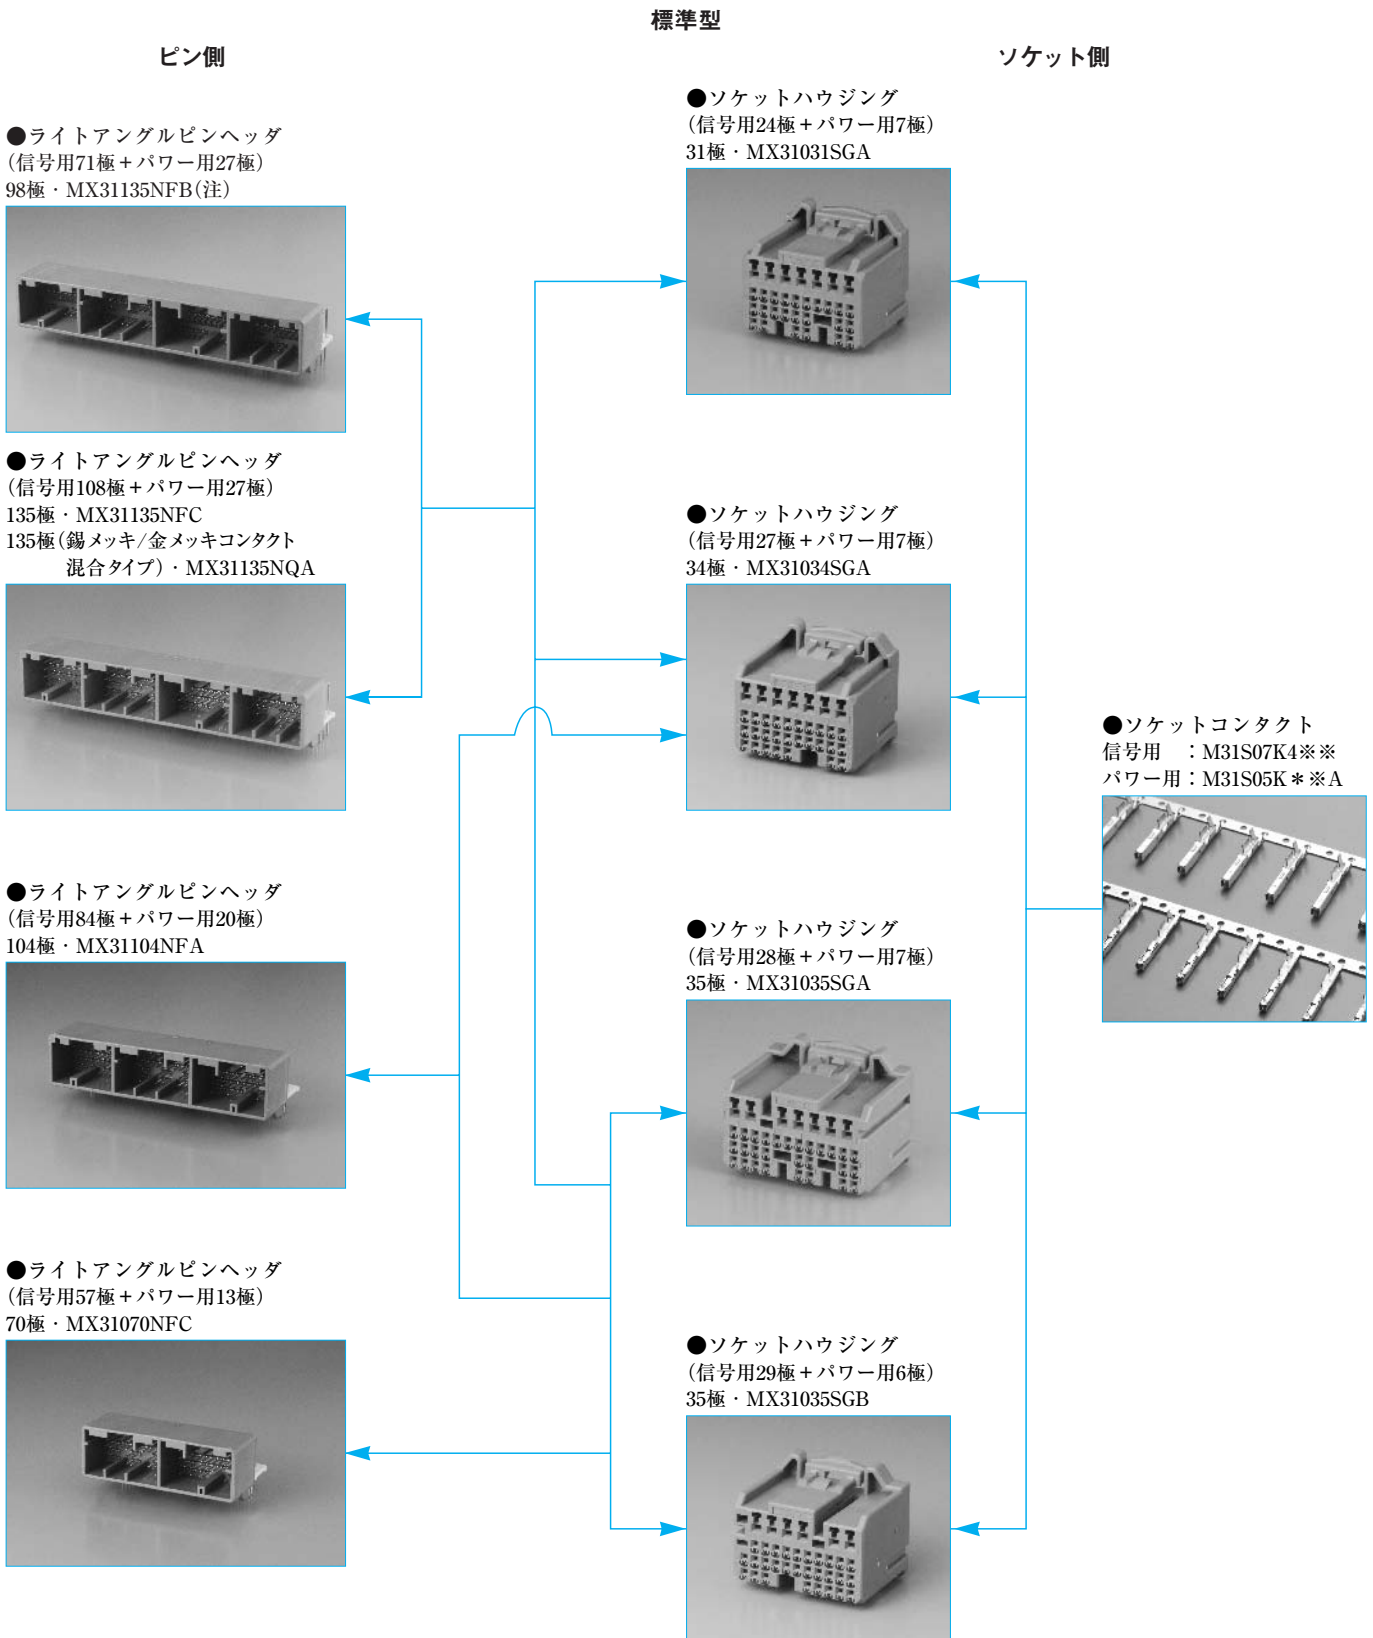 標準型
ピン側
ソケット側
●ライトアングルピンヘッダ
(信号用71極+パワー用27極)
98極・MX31135NFB(注)
●ライトアングルピンヘッダ
(信号用108極+パワー用27極)
135極・MX31135NFC
135極(錫メッキ/金メッキコンタクト
混合タイプ)・MX31135NQA
●ライトアングルピンヘッダ
(信号用84極+パワー用20極)
104極・MX31104NFA
●ライトアングルピンヘッダ
(信号用57極+パワー用13極)
70極・MX31070NFC
●ソケットハウジング
(信号用24極+パワー用7極)
31極・MX31031SGA
●ソケットハウジング
(信号用27極+パワー用7極)
34極・MX31034SGA
●ソケットハウジング
(信号用28極+パワー用7極)
35極・MX31035SGA
●ソケットハウジング
(信号用29極+パワー用6極)
35極・MX31035SGB
●ソケットコンタクト
信号用　:M31S07K4※※
パワー用:M31S05K＊※A